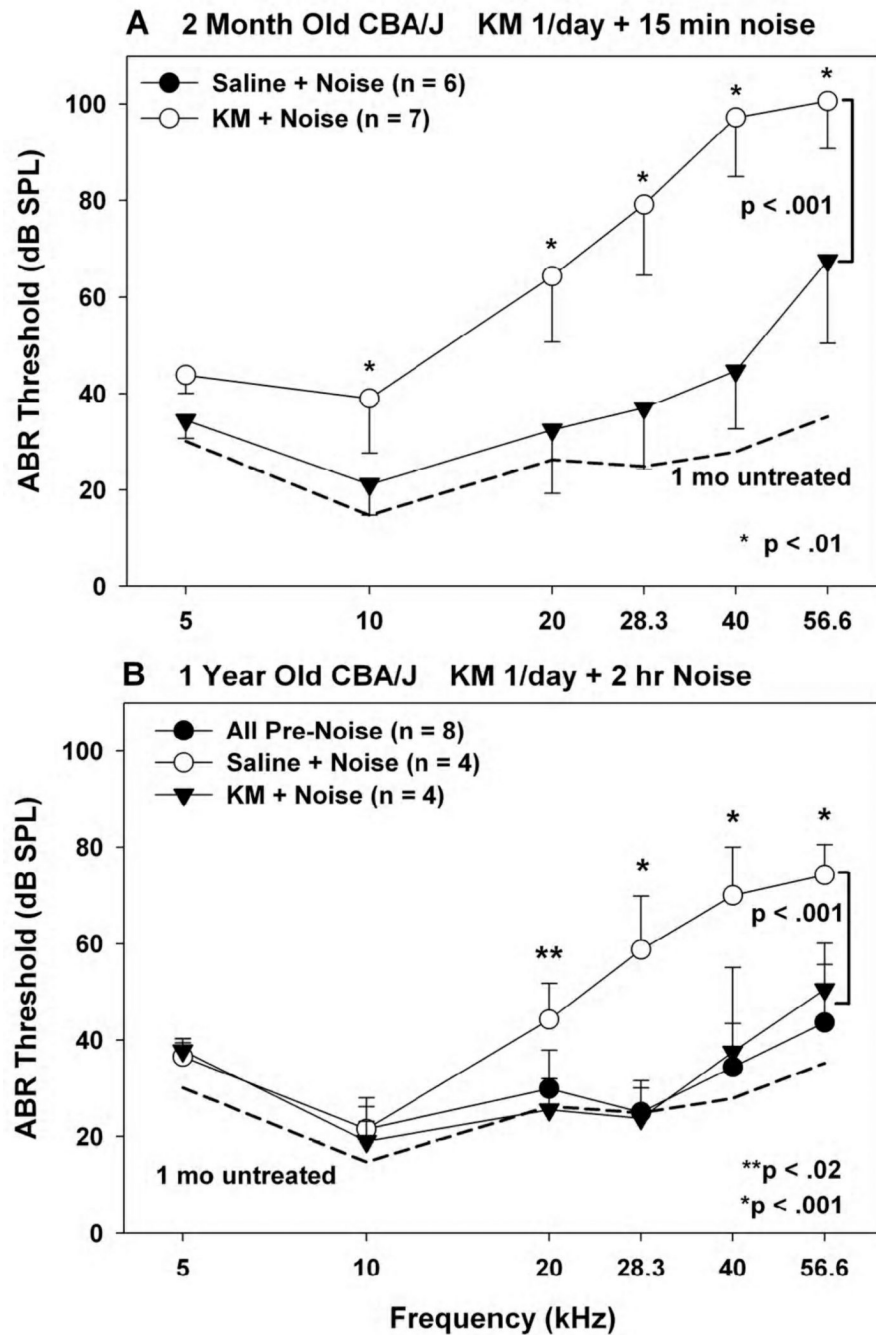 A 2 Month Old CBA/J KM 1/day + 15 min noise
Saline + Noise (n = 6)
KM + Noise (n = 7)
100
80
60
40
20
0
ABR Threshold (dB SPL)
*
*
*
*
*
p < .001
1 mo untreated
* p < .01
5 10 20 28.3 40 56.6
B 1 Year Old CBA/J KM 1/day + 2 hr Noise
All Pre-Noise (n = 8)
Saline + Noise (n = 4)
KM + Noise (n = 4)
100
80
60
40
20
0
ABR Threshold (dB SPL)
**
*
*
*
p < .001
1 mo untreated
**p < .02
*p < .001
5 10 20 28.3 40 56.6
Frequency (kHz)